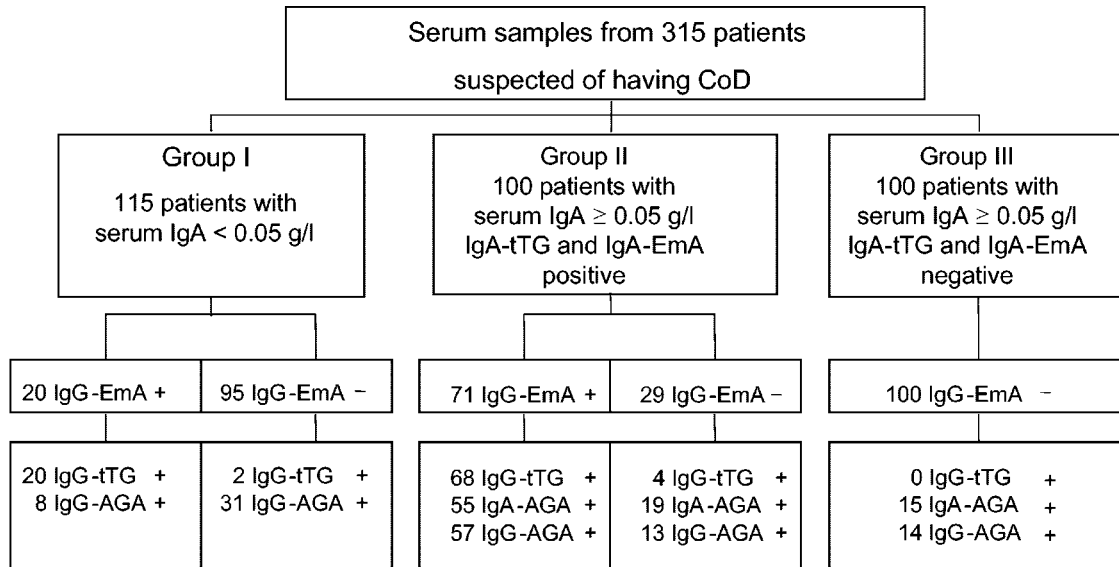 Serum samples from 315 patients
suspected of having CoD
Group I
115 patients with
serum IgA < 0.05 g/l
Group II
100 patients with
serum IgA ≥ 0.05 g/l
IgA-tTG and IgA-EmA
positive
Group III
100 patients with
serum IgA ≥ 0.05 g/l
IgA-tTG and IgA-EmA
negative
20 IgG-EmA +
95 IgG-EmA −
71 IgG-EmA +
29 IgG-EmA −
100 IgG-EmA −
20 IgG-tTG +
8 IgG-AGA +
2 IgG-tTG +
31 IgG-AGA +
68 IgG-tTG +
55 IgA-AGA +
57 IgG-AGA +
4 IgG-tTG +
19 IgA-AGA +
13 IgG-AGA +
0 IgG-tTG +
15 IgA-AGA +
14 IgG-AGA +